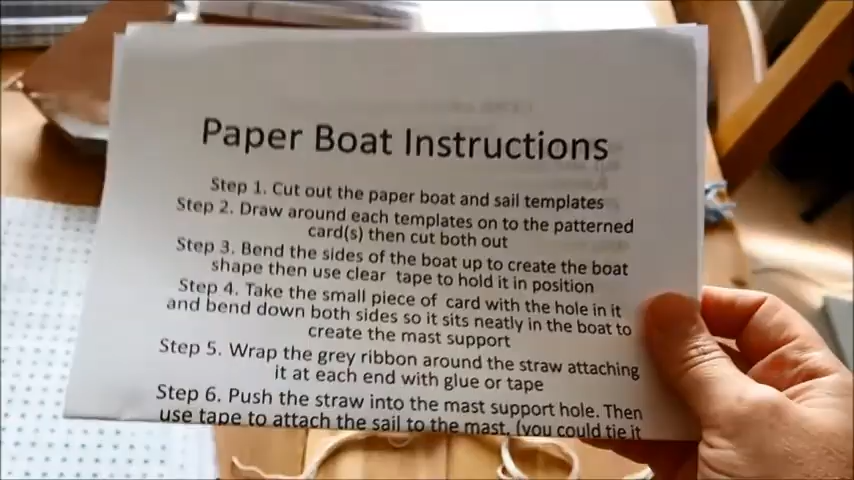 Paper Boat Instructions
Step 1. Cut out the paper boat and sail templates
Step 2. Draw around each templates on to the patterned
card(s) then cut both out
Step 3. Bend the sides of the boat up to create the boat
shape then use clear tape to hold it in position
Step 4. Take the small piece of card with the hole in it
and bend down both sides so it sits neatly in the boat to
create the mast support
Step 5. Wrap the grey ribbon around the straw attaching
it at each end with glue or tape
Step 6. Push the straw into the mast support hole. Then
use tape to attach the sail to the mast. (you could tie it